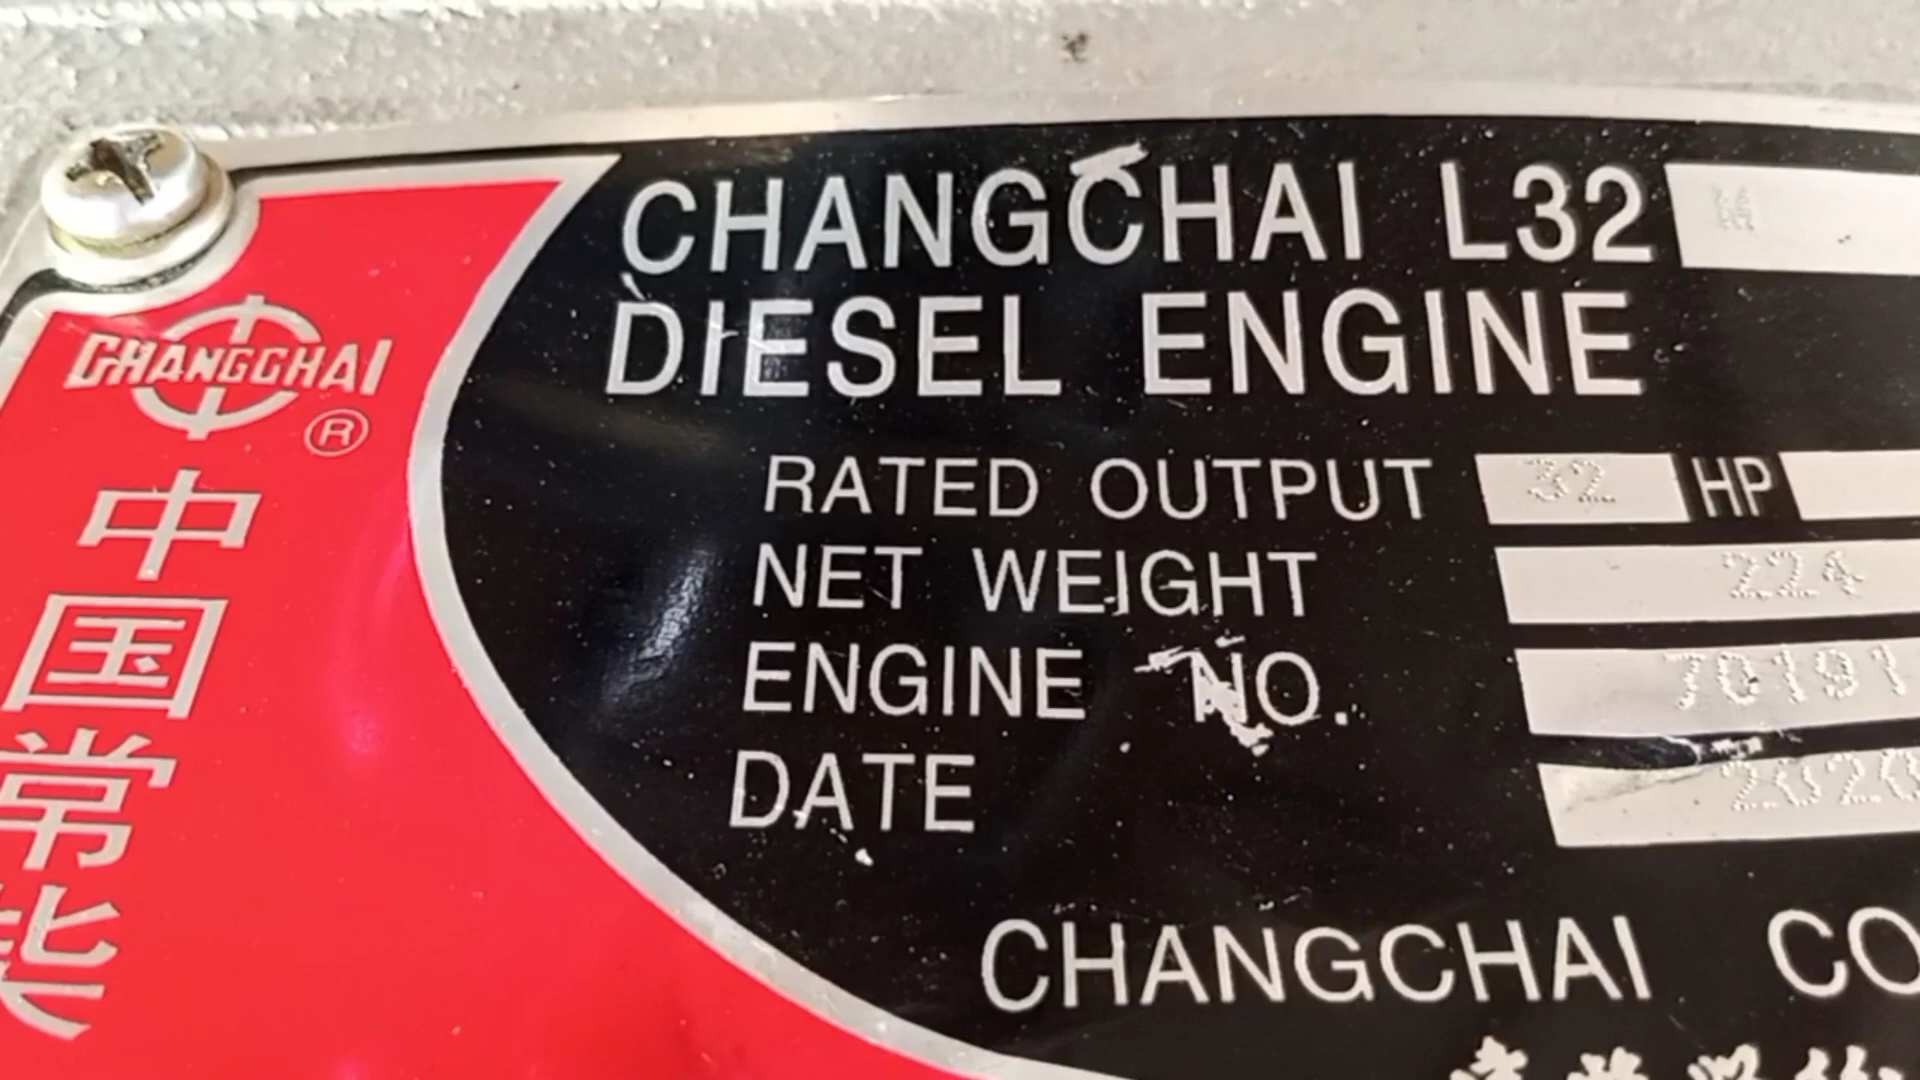 CHANGCHAI L32 M
DIESEL ENGINE
RATED OUTPUT 32 HP
NET WEIGHT 224
ENGINE NO. 70191
DATE 2020
CHANGCHAI CO
CHANGCHAI
®
中
国
常
柴